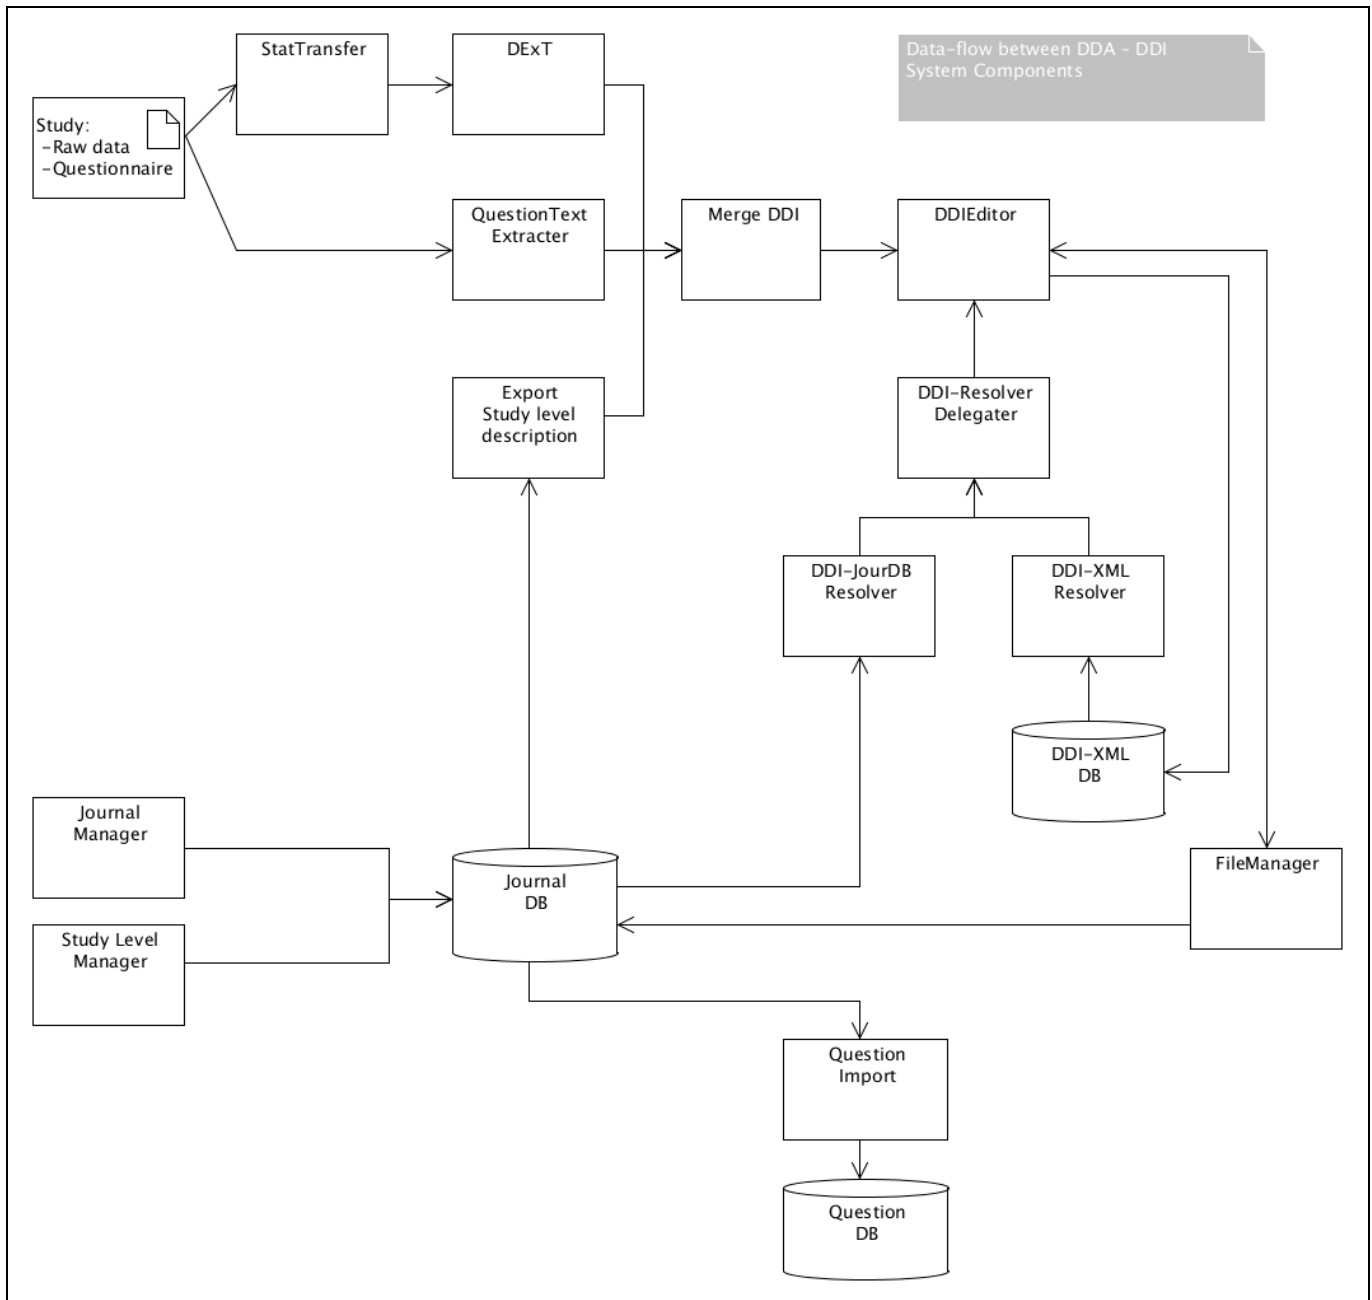 StatTransfer
DExT
Data-flow between DDA - DDI
System Components
Study:
-Raw data
-Questionnaire
QuestionText
Extracter
Merge DDI
DDIEditor
Export
Study level
description
DDI-Resolver
Delegater
DDI-JourDB
Resolver
DDI-XML
Resolver
DDI-XML
DB
Journal
Manager
Journal
DB
FileManager
Study Level
Manager
Question
Import
Question
DB